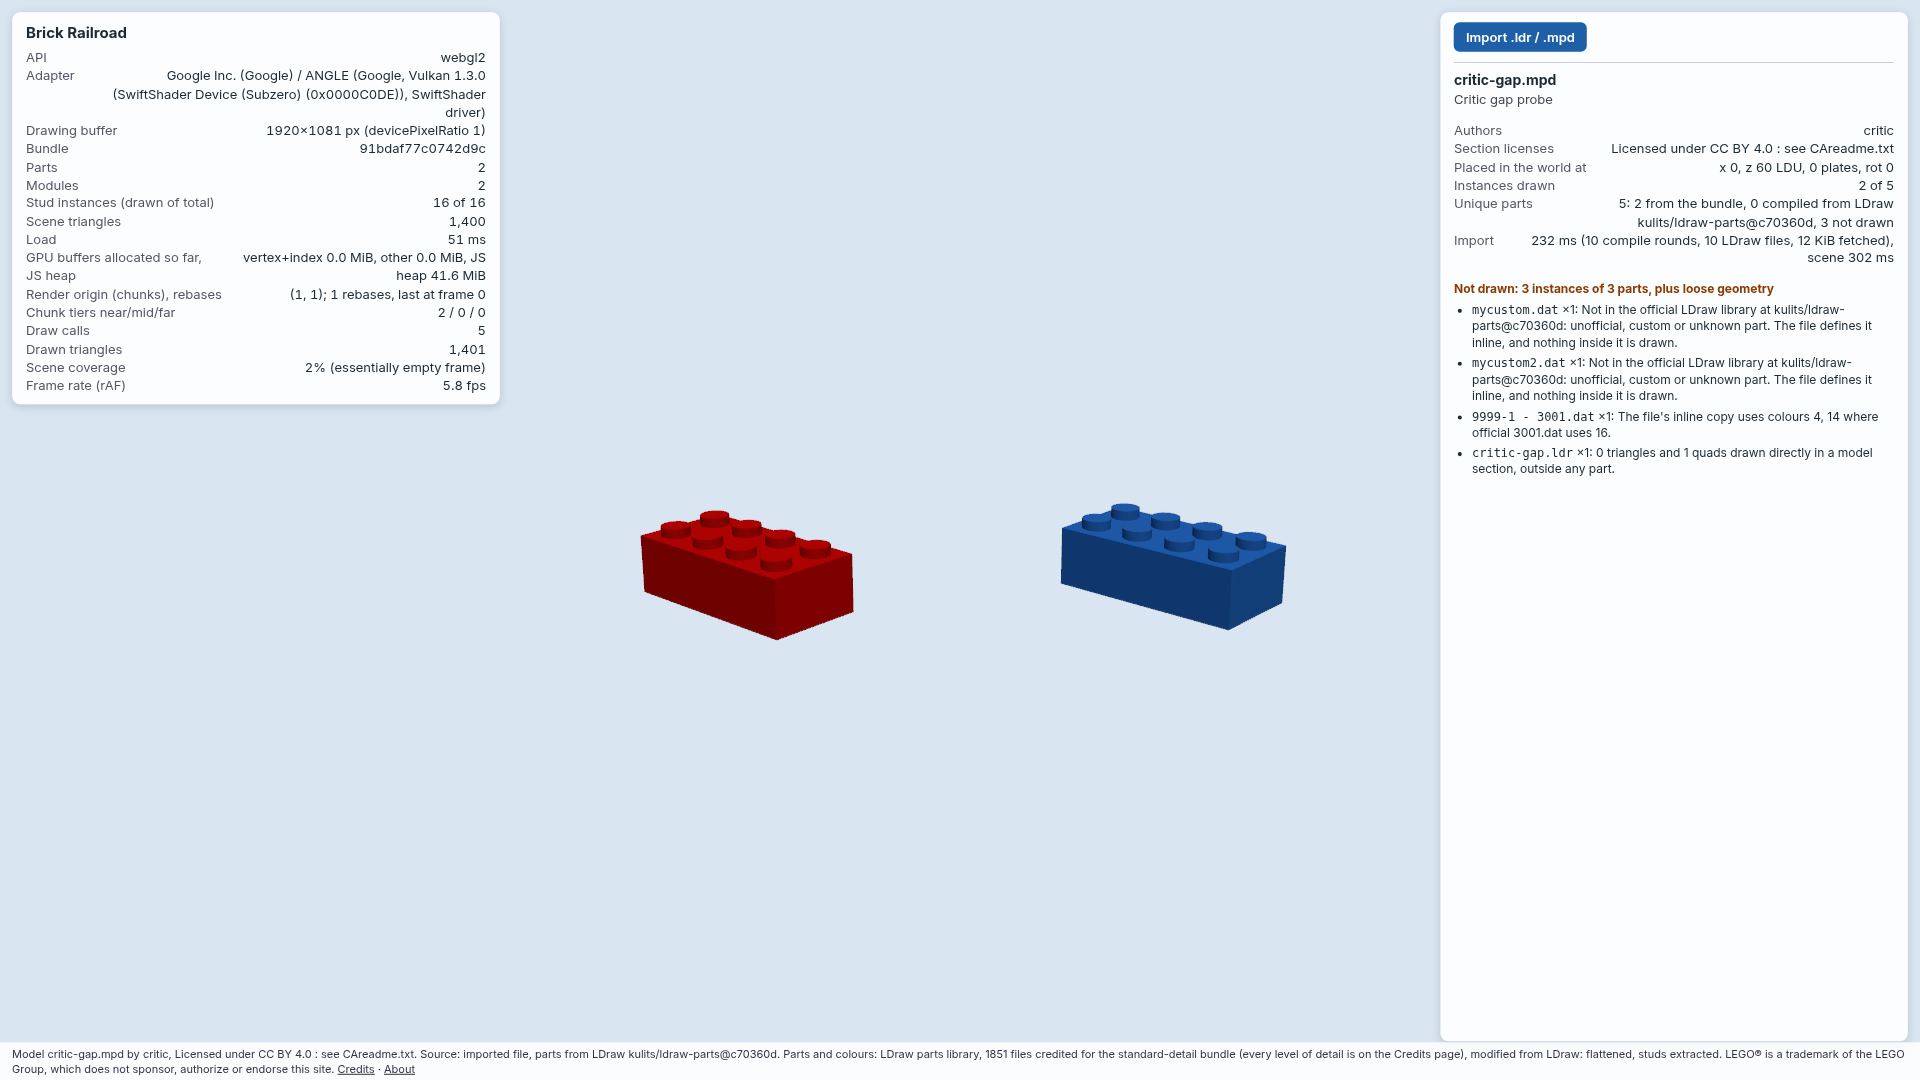 Brick Railroad
API webgl2
Adapter Google Inc. (Google) / ANGLE (Google, Vulkan 1.3.0
(SwiftShader Device (Subzero) (0x0000C0DE)), SwiftShader
driver)
Drawing buffer 1920×1081 px (devicePixelRatio 1)
Bundle 91bdaf77c0742d9c
Parts 2
Modules 2
Stud instances (drawn of total) 16 of 16
Scene triangles 1,400
Load 51 ms
GPU buffers allocated so far, vertex+index 0.0 MiB, other 0.0 MiB, JS
JS heap heap 41.6 MiB
Render origin (chunks), rebases (1, 1); 1 rebases, last at frame 0
Chunk tiers near/mid/far 2 / 0 / 0
Draw calls 5
Drawn triangles 1,401
Scene coverage 2% (essentially empty frame)
Frame rate (rAF) 5.8 fps
Import .ldr / .mpd
critic-gap.mpd
Critic gap probe
Authors critic
Section licenses Licensed under CC BY 4.0 : see CAreadme.txt
Placed in the world at x 0, z 60 LDU, 0 plates, rot 0
Instances drawn 2 of 5
Unique parts 5: 2 from the bundle, 0 compiled from LDraw
kulits/ldraw-parts@c70360d, 3 not drawn
Import 232 ms (10 compile rounds, 10 LDraw files, 12 KiB fetched),
scene 302 ms
Not drawn: 3 instances of 3 parts, plus loose geometry
• mycustom.dat ×1: Not in the official LDraw library at kulits/ldraw-
parts@c70360d: unofficial, custom or unknown part. The file defines it
inline, and nothing inside it is drawn.
• mycustom2.dat ×1: Not in the official LDraw library at kulits/ldraw-
parts@c70360d: unofficial, custom or unknown part. The file defines it
inline, and nothing inside it is drawn.
• 9999-1 - 3001.dat ×1: The file's inline copy uses colours 4, 14 where
official 3001.dat uses 16.
• critic-gap.ldr ×1: 0 triangles and 1 quads drawn directly in a model
section, outside any part.
Model critic-gap.mpd by critic, Licensed under CC BY 4.0 : see CAreadme.txt. Source: imported file, parts from LDraw kulits/ldraw-parts@c70360d. Parts and colours: LDraw parts library, 1851 files credited for the standard-detail bundle (every level of detail is on the Credits page), modified from LDraw: flattened, studs extracted. LEGO® is a trademark of the LEGO
Group, which does not sponsor, authorize or endorse this site. Credits · About